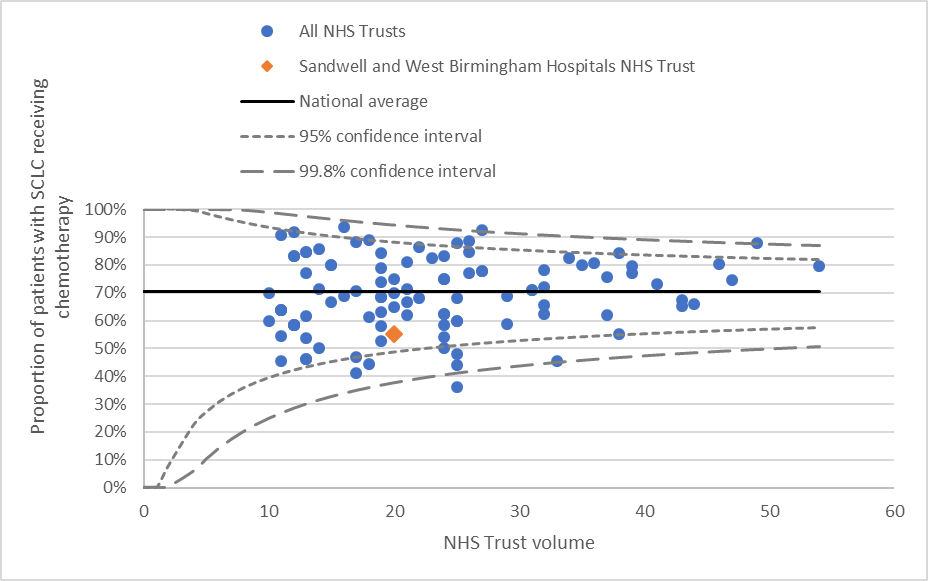 All NHS Trusts
Sandwell and West Birmingham Hospitals NHS Trust
National average
95% confidence interval
99.8% confidence interval
Proportion of patients with SCLC receiving
chemotherapy
100%
90%
80%
70%
60%
50%
40%
30%
20%
10%
0%
0 10 20 30 40 50 60
NHS Trust volume